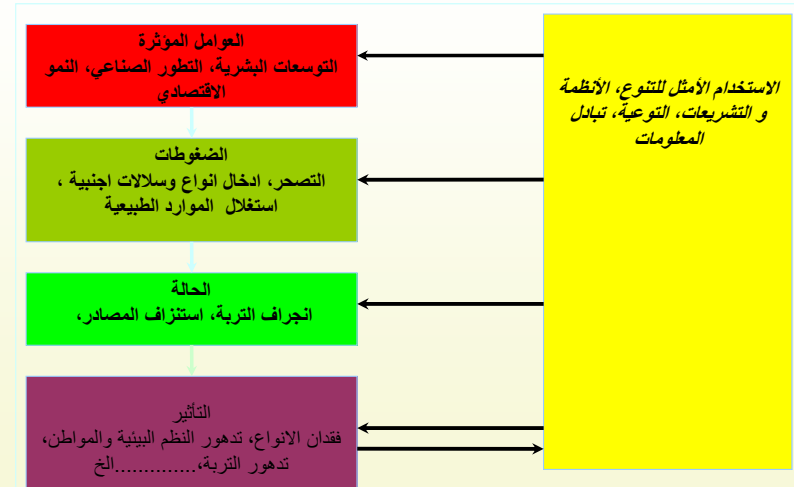 العوامل المؤثرة
التوسعات البشرية، التطور الصناعي، النمو
الاقتصادي
الضغوطات
التصحر، ادخال انواع وسلالات اجنبية ،
استغلال الموارد الطبيعية
الحالة
انجراف التربة، استنزاف المصادر،
التأثير
فقدان الانواع، تدهور النظم البيئية والمواطن،
تدهور التربة،..............الخ
الاستخدام الأمثل للتنوع، الأنظمة
و التشريعات، التوعية، تبادل
المعلومات